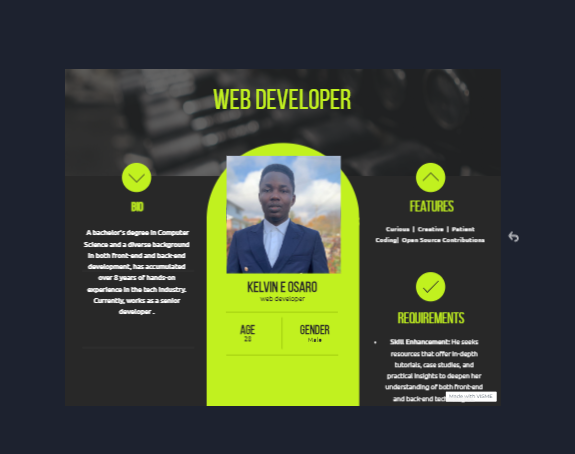 WEB DEVELOPER
BIO
A bachelor's degree in Computer
Science and a diverse background
in both front-end and back-end
development, has accumulated
over 8 years of hands-on
experience in the tech industry.
Currently, works as a senior
developer .
KELVIN E OSARO
web developer
AGE
28
GENDER
Male
FEATURES
Curious | Creative | Patient
Coding| Open Source Contributions
REQUIREMENTS
• Skill Enhancement: He seeks
resources that offer in-depth
tutorials, case studies, and
practical insights to deepen her
understanding of both front-end
and back-end
Made with VISME